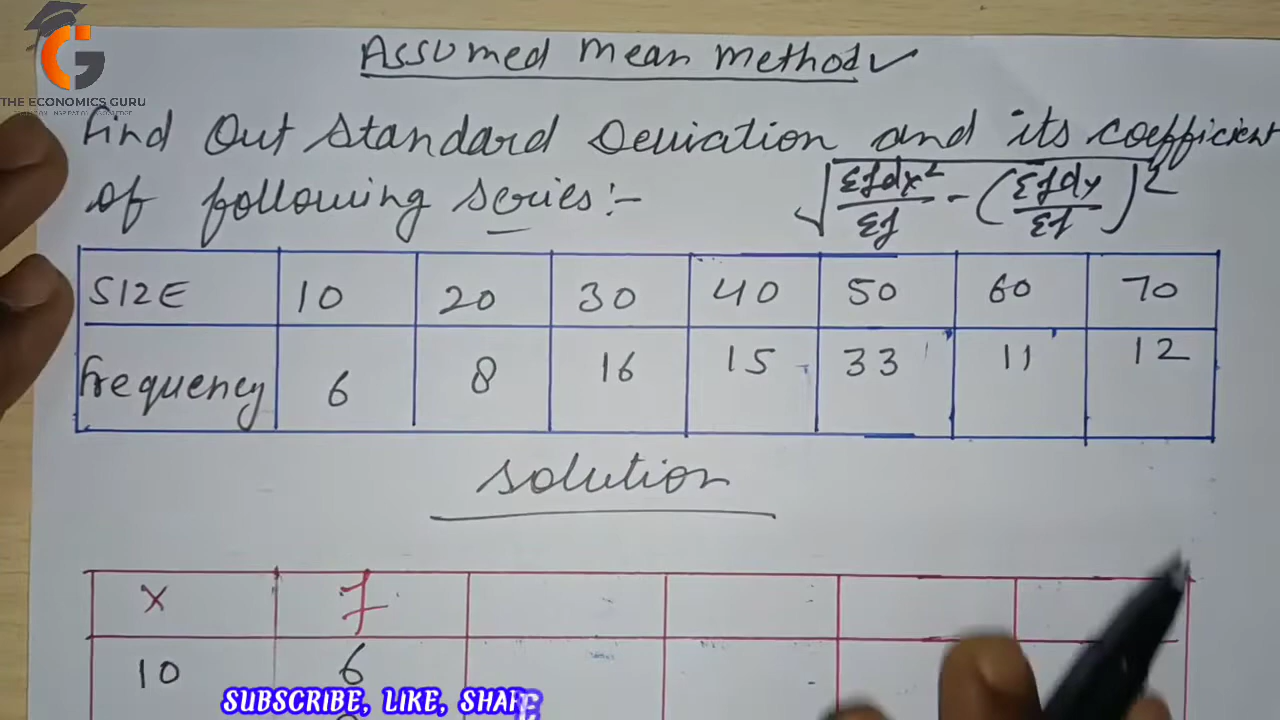 THE ECONOMICS GURU
Assumed Mean Method ✓
Find Out Standard Deviation and its coefficient
of following series:-
√(Σfdx²/Σf - (Σfdx/Σf)²)
SIZE 10 20 30 40 50 60 70
Frequency 6 8 16 15 33 11 12
Solution
X f
10 6
SUBSCRIBE, LIKE, SHARE